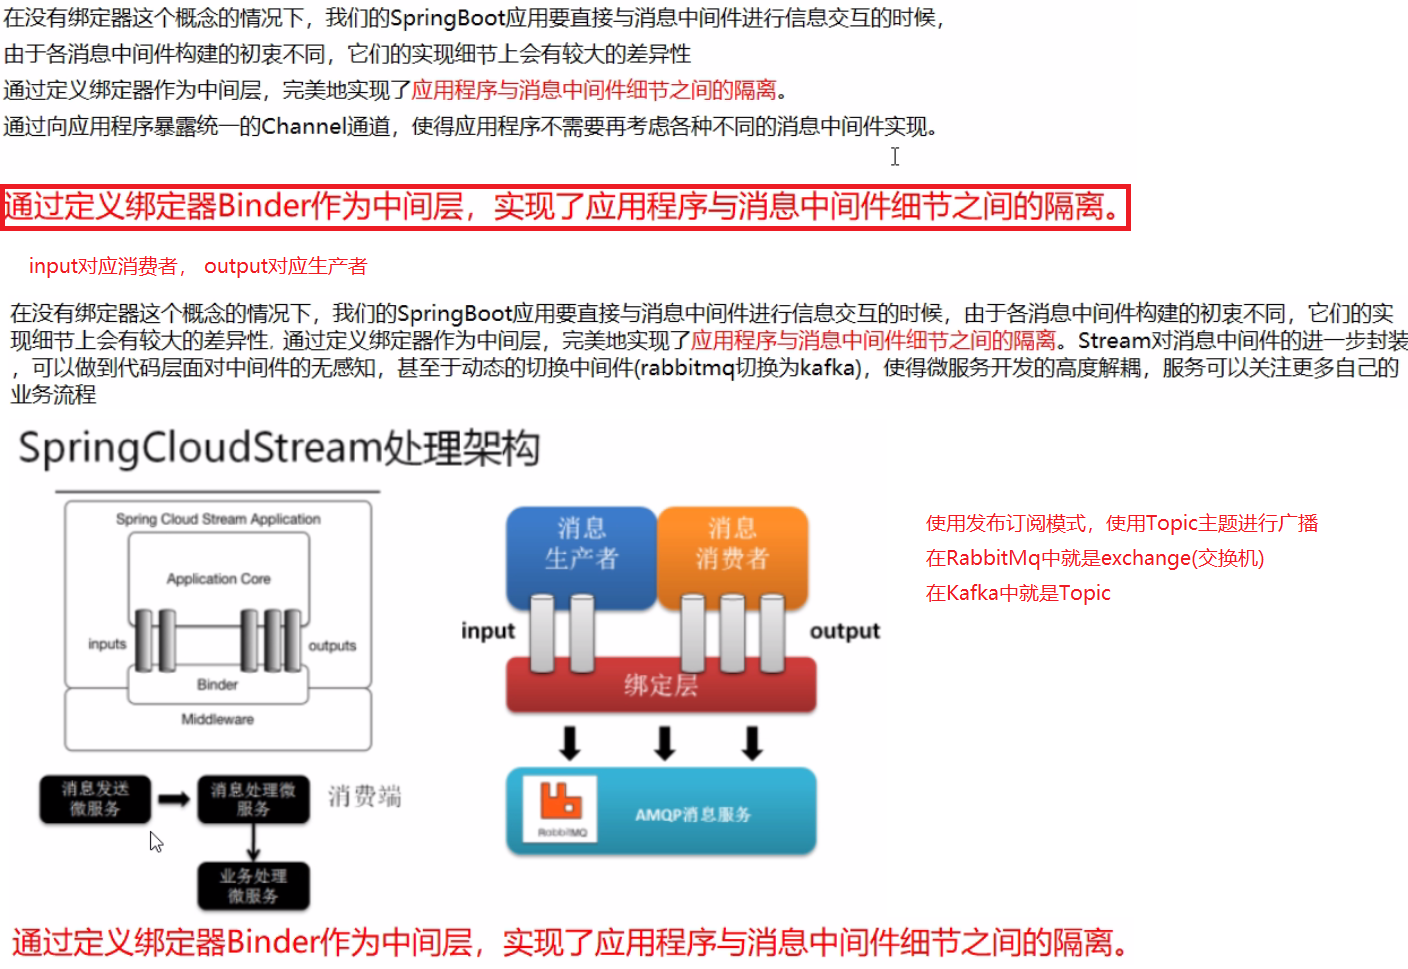 在没有绑定器这个概念的情况下，我们的SpringBoot应用要直接与消息中间件进行信息交互的时候，
由于各消息中间件构建的初衷不同，它们的实现细节上会有较大的差异性
通过定义绑定器作为中间层，完美地实现了应用程序与消息中间件细节之间的隔离。
通过向应用程序暴露统一的Channel通道，使得应用程序不需要再考虑各种不同的消息中间件实现。
通过定义绑定器Binder作为中间层，实现了应用程序与消息中间件细节之间的隔离。
input对应消费者， output对应生产者
在没有绑定器这个概念的情况下，我们的SpringBoot应用要直接与消息中间件进行信息交互的时候，由于各消息中间件构建的初衷不同，它们的实
现细节上会有较大的差异性，通过定义绑定器作为中间层，完美地实现了应用程序与消息中间件细节之间的隔离。Stream对消息中间件的进一步封装
，可以做到代码层面对中间件的无感知，甚至于动态的切换中间件(rabbitmq切换为kafka)，使得微服务开发的高度解耦，服务可以关注更多自己的
业务流程
SpringCloudStream处理架构
Spring Cloud Stream Application
Application Core
inputs
outputs
Binder
Middleware
消息发送
微服务
消息处理微
服务
消费端
业务处理
微服务
消息
生产者
消息
消费者
input
output
绑定层
RabbitMQ
AMQP消息服务
使用发布订阅模式，使用Topic主题进行广播
在RabbitMq中就是exchange(交换机)
在Kafka中就是Topic
通过定义绑定器Binder作为中间层，实现了应用程序与消息中间件细节之间的隔离。